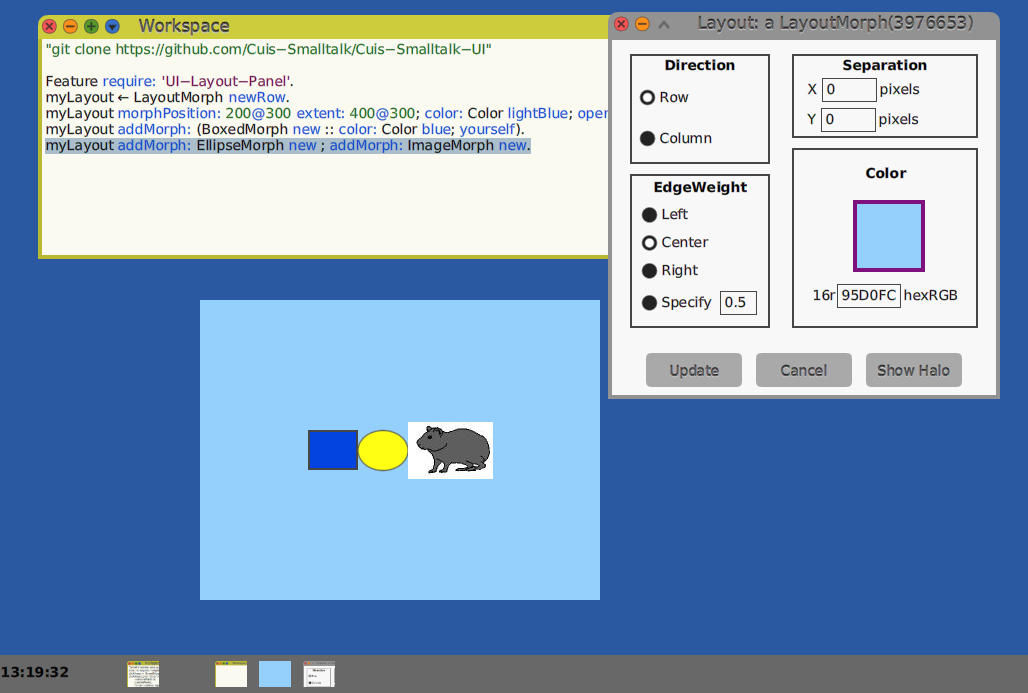 Workspace
"git clone https://github.com/Cuis−Smalltalk/Cuis−Smalltalk−UI"
Feature require: 'UI−Layout−Panel'.
myLayout ← LayoutMorph newRow.
myLayout morphPosition: 200@300 extent: 400@300; color: Color lightBlue; oper
myLayout addMorph: (BoxedMorph new :: color: Color blue; yourself).
myLayout addMorph: EllipseMorph new ; addMorph: ImageMorph new.
Layout: a LayoutMorph(3976653)
Direction
Row
Column
EdgeWeight
Left
Center
Right
Specify 0.5
Separation
X 0 pixels
Y 0 pixels
Color
16r 95D0FC hexRGB
Update Cancel Show Halo
13:19:32